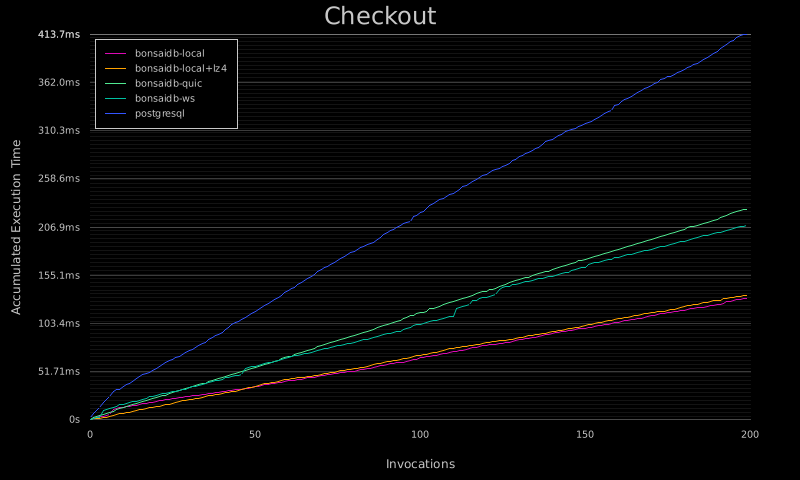 Checkout
413.7ms
362.0ms
310.3ms
258.6ms
206.9ms
155.1ms
103.4ms
51.71ms
0s
bonsaidb-local
bonsaidb-local+lz4
bonsaidb-quic
bonsaidb-ws
postgresql
Accumulated Execution Time
0
50
100
150
200
Invocations